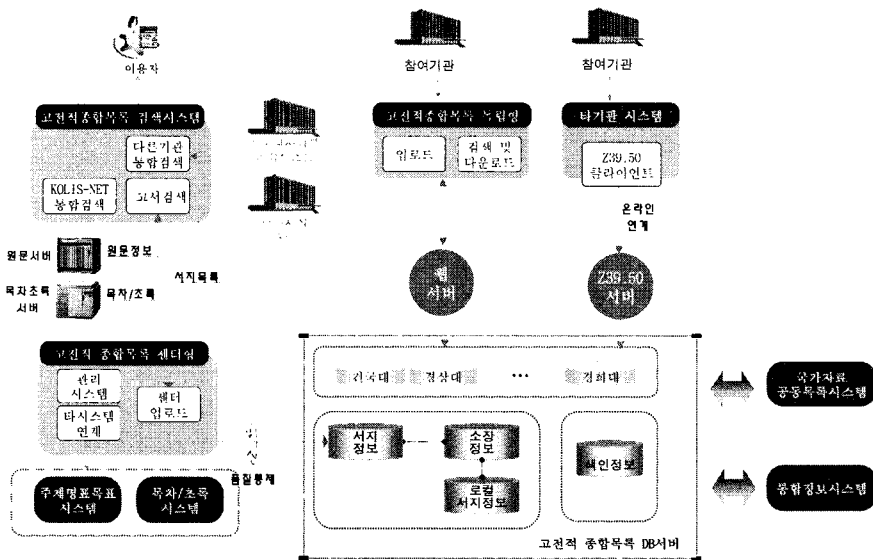 이용자
참여기관
참여기관
고전적종합목록 검색시스템
다른기관
통합검색
KOLIS-NET
통합검색
고서검색
고전적종합목록 독립형
업로드
검색 및
다운로드
타기관 시스템
Z39.50
클라이언트
온라인
연계
원문서버
원문정보
서지목록
목차초록
서버
목차/초록
웹
서버
Z39.50
서버
고전적 종합목록 센터형
관리
시스템
센터
업로드
타시스템
연계
품질통제
주제명표목표
시스템
목차/초록
시스템
건국대
경상대
...
경희대
서지
정보
소장
정보
로컬
서지정보
색인정보
고전적 종합목록 DB서버
국가자료
공동목록시스템
통합정보시스템